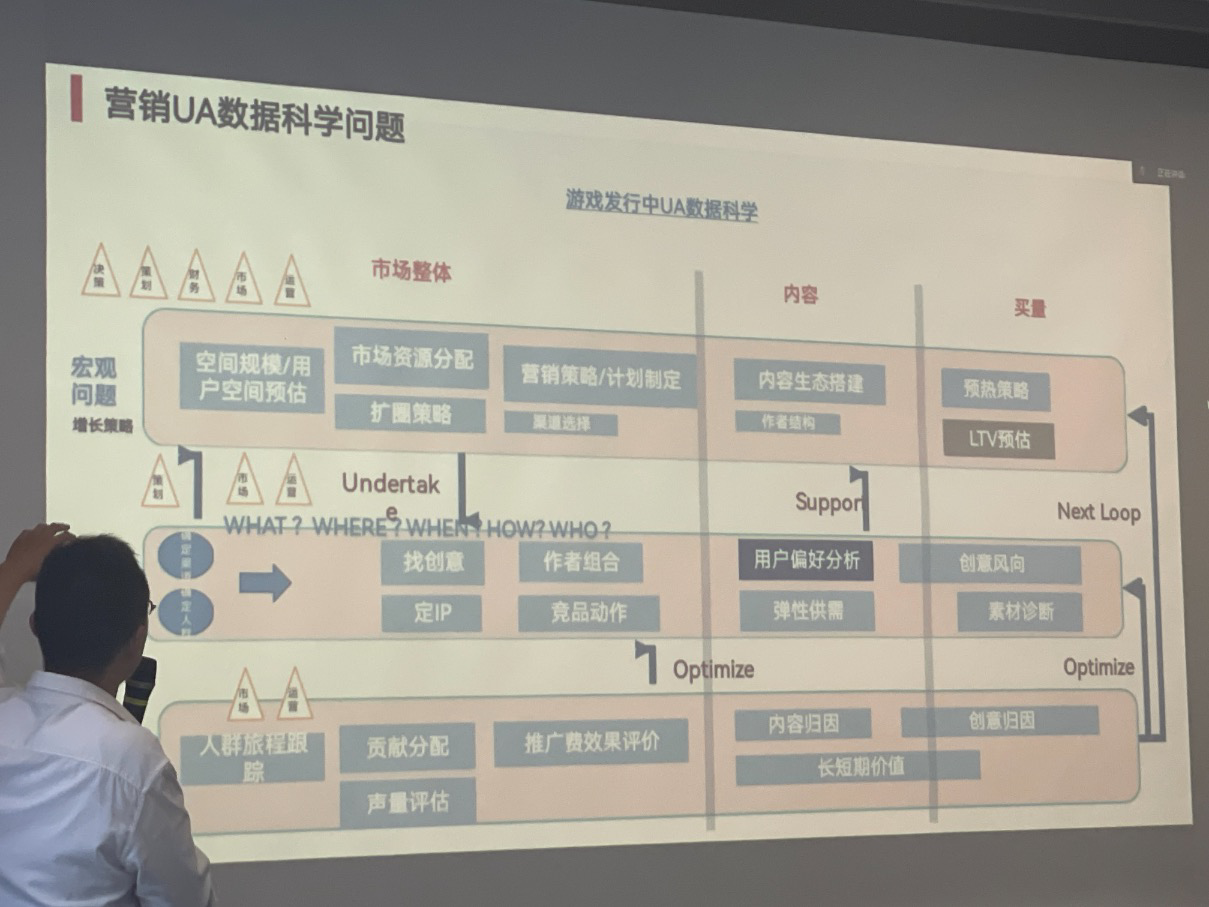 营销UA数据科学问题
游戏发行中UA数据科学
决
策
策
划
财
务
市
场
运
营
市场整体
内容
买量
宏观
问题
增长策略
空间规模/用
户空间预估
市场资源分配
扩圈策略
营销策略/计划制定
渠道选择
内容生态搭建
作者结构
预热策略
LTV预估
策
划
市
场
运
营
Undertak
e
Support
Next Loop
WHAT? WHERE? WHEN? HOW? WHO?
确
定
渠
道
确
定
人
群
找创意
作者组合
用户偏好分析
创意风向
定IP
竞品动作
弹性供需
素材诊断
Optimize
Optimize
市
场
运
营
人群旅程跟
踪
贡献分配
推广费效果评价
内容归因
创意归因
声量评估
长短期价值